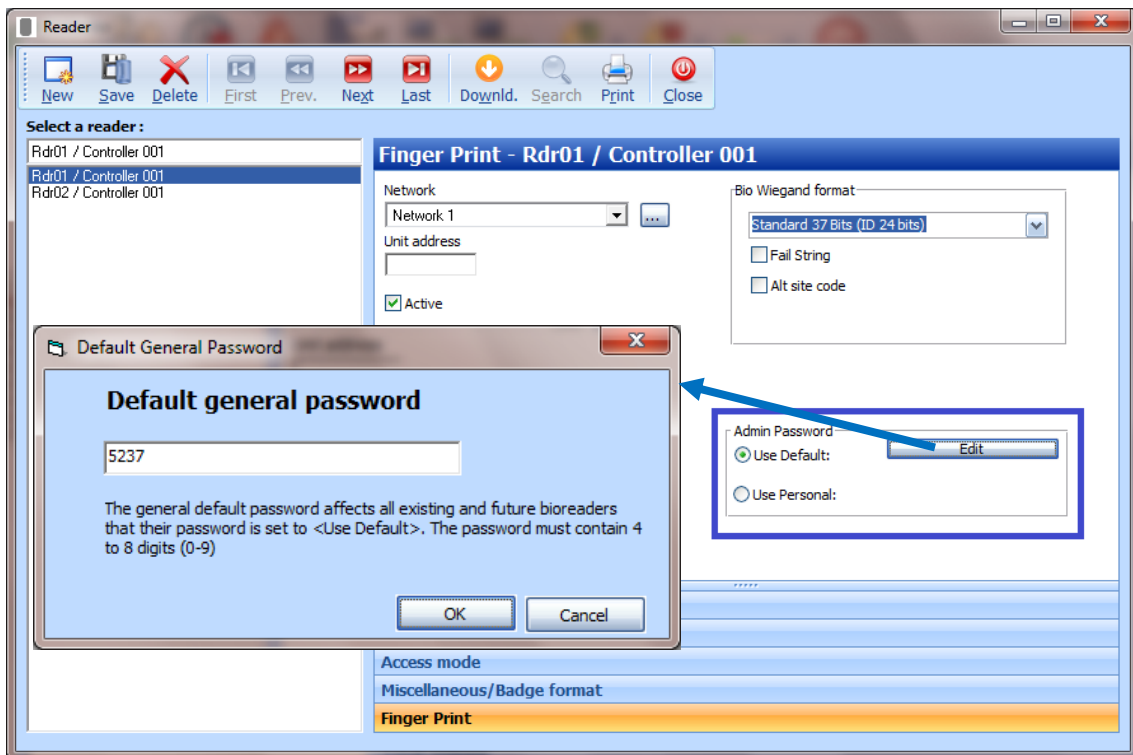 Reader
New Save Delete First Prev. Next Last Downld. Search Print Close
Select a reader :
Rdr01 / Controller 001
Rdr01 / Controller 001
Rdr02 / Controller 001
Finger Print - Rdr01 / Controller 001
Network
Network 1
...
Unit address
Active
Bio Wiegand format
Standard 37 Bits (ID 24 bits)
Fail String
Alt site code
Default General Password
Default general password
5237
The general default password affects all existing and future bioreaders
that their password is set to <Use Default>. The password must contain 4
to 8 digits (0-9)
OK Cancel
Admin Password
Use Default: Edit
Use Personal:
Access mode
Miscellaneous/Badge format
Finger Print